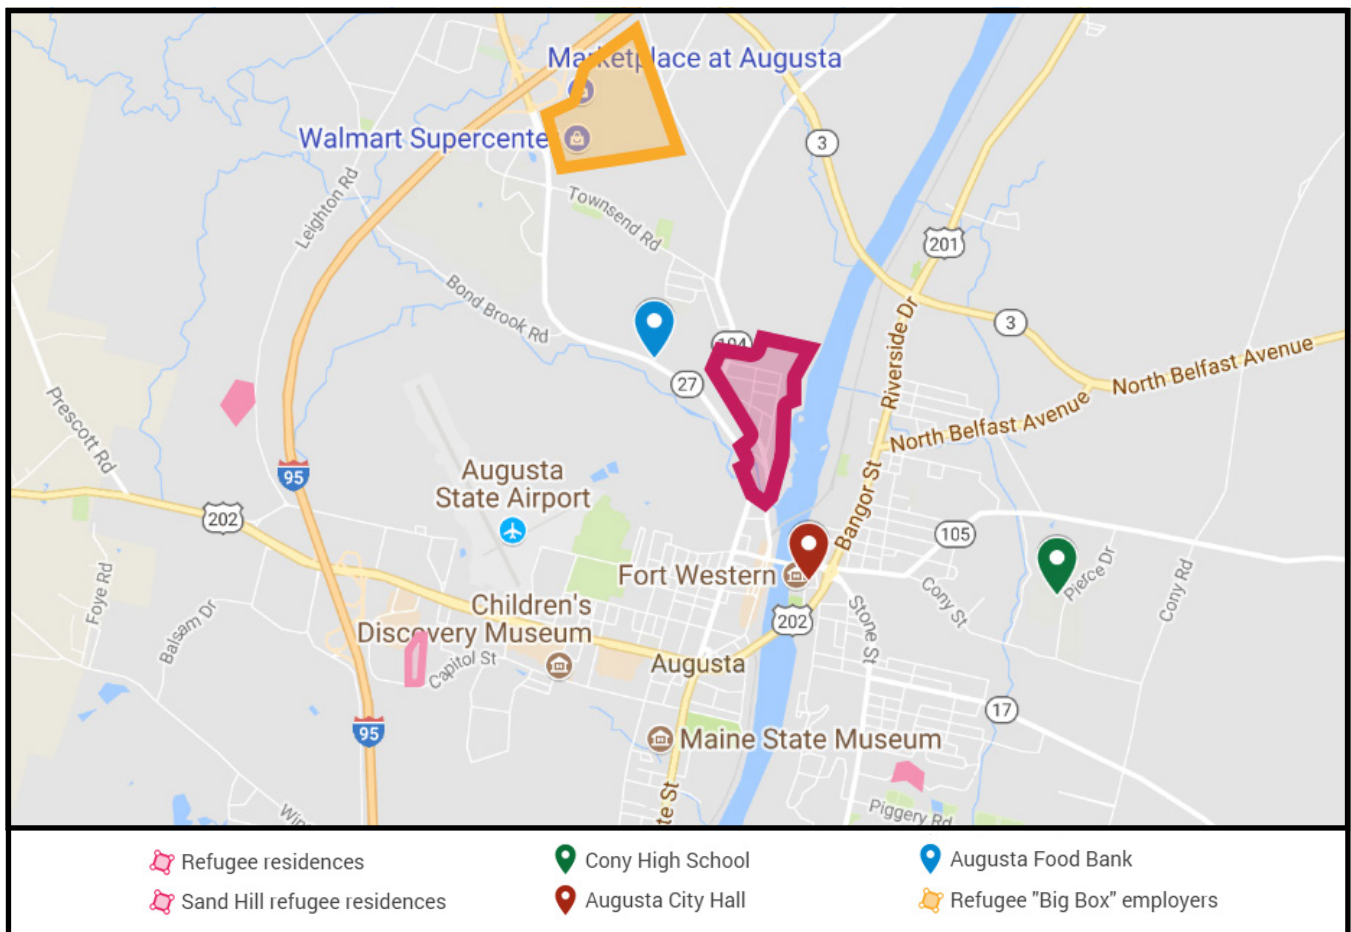 Marketplace at Augusta
Walmart Supercenter
3
Leighton Rd
Townsend Rd
201
Bond Brook Rd
3
104
Riverside Dr
North Belfast Avenue
27
Prescott Rd
North Belfast Avenue
95
Augusta
State Airport
202
Bangor St
105
Fort Western
Pierce Dr
Cony Rd
Foye Rd
Balsam Dr
Children's
Discovery Museum
Cony St
Stone St
202
Capitol St
Augusta
17
95
Maine State Museum
te St
Piggery Rd
Refugee residences
Cony High School
Augusta Food Bank
Sand Hill refugee residences
Augusta City Hall
Refugee "Big Box" employers